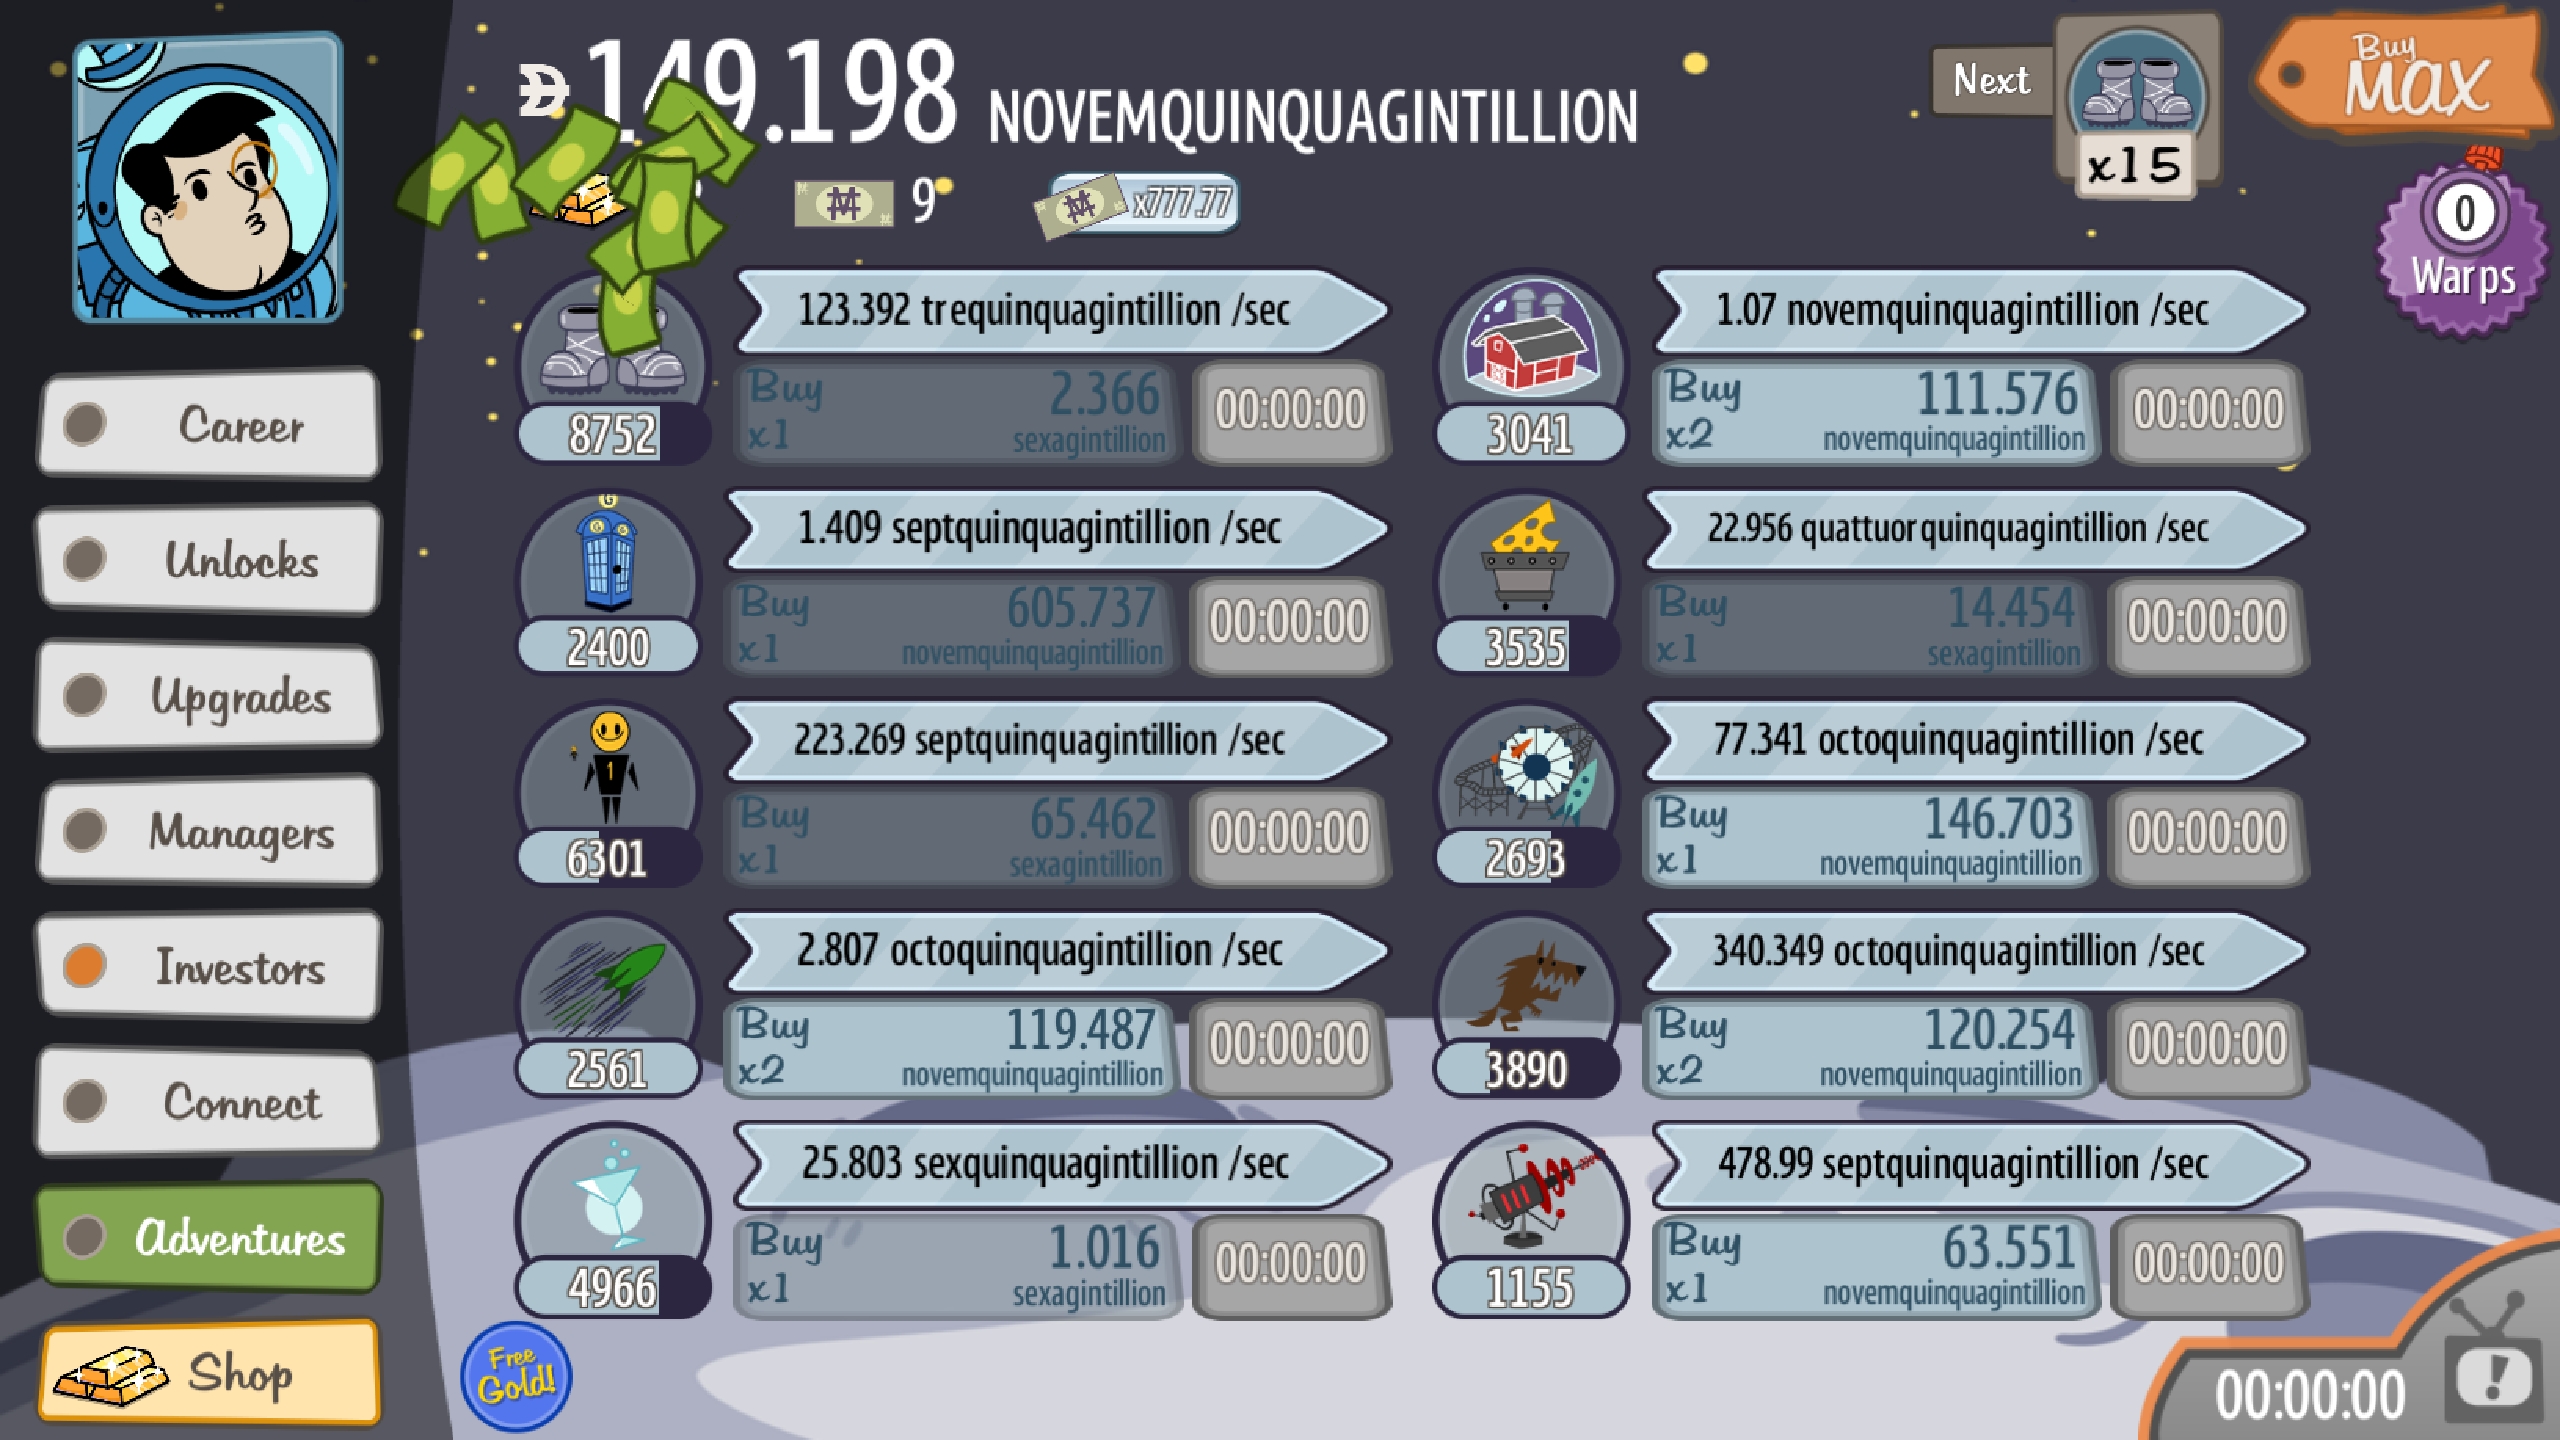 149.198 NOVEMQUINQUAGINTILLION
Next
x15
Buy
MAX
9
x777.77
0
Warps
Career
Unlocks
Upgrades
Managers
Investors
Connect
Adventures
Shop
Free
Gold!
123.392 trequinquagintillion /sec
Buy 2.366
x1 sexagintillion
00:00:00
8752
1.07 novemquinquagintillion /sec
Buy 111.576
x2 novemquinquagintillion
00:00:00
3041
1.409 septquinquagintillion /sec
Buy 605.737
x1 novemquinquagintillion
00:00:00
2400
22.956 quattuorquinquagintillion /sec
Buy 14.454
x1 sexagintillion
00:00:00
3535
223.269 septquinquagintillion /sec
1
Buy 65.462
x1 sexagintillion
00:00:00
6301
77.341 octoquinquagintillion /sec
Buy 146.703
x1 novemquinquagintillion
00:00:00
2693
2.807 octoquinquagintillion /sec
Buy 119.487
x2 novemquinquagintillion
00:00:00
2561
340.349 octoquinquagintillion /sec
Buy 120.254
x2 novemquinquagintillion
00:00:00
3890
25.803 sexquinquagintillion /sec
Buy 1.016
x1 sexagintillion
00:00:00
4966
478.99 septquinquagintillion /sec
Buy 63.551
x1 novemquinquagintillion
00:00:00
1155
00:00:00
!